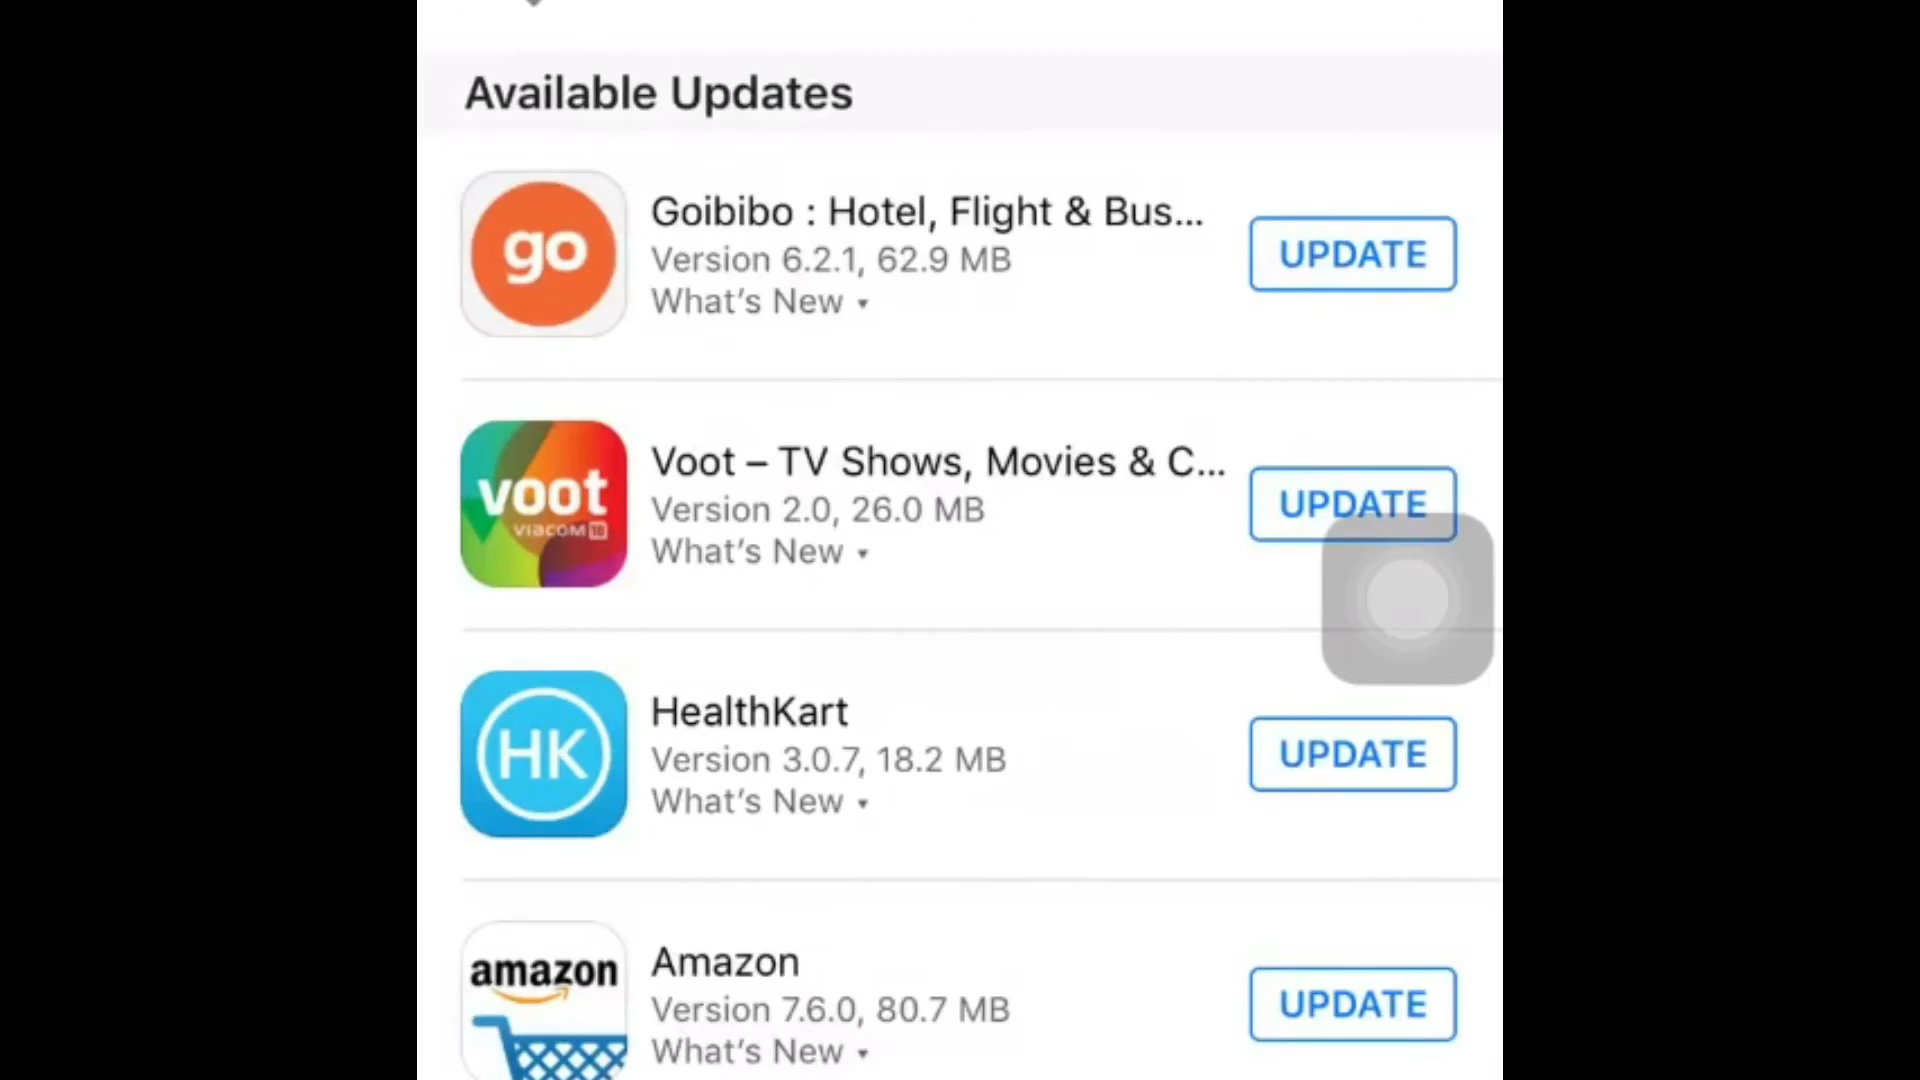 Available Updates
go
Goibibo : Hotel, Flight & Bus...
Version 6.2.1, 62.9 MB
What's New
UPDATE
voot
VIACOM 18
Voot – TV Shows, Movies & C...
Version 2.0, 26.0 MB
What's New
UPDATE
HK
HealthKart
Version 3.0.7, 18.2 MB
What's New
UPDATE
amazon
Amazon
Version 7.6.0, 80.7 MB
What's New
UPDATE